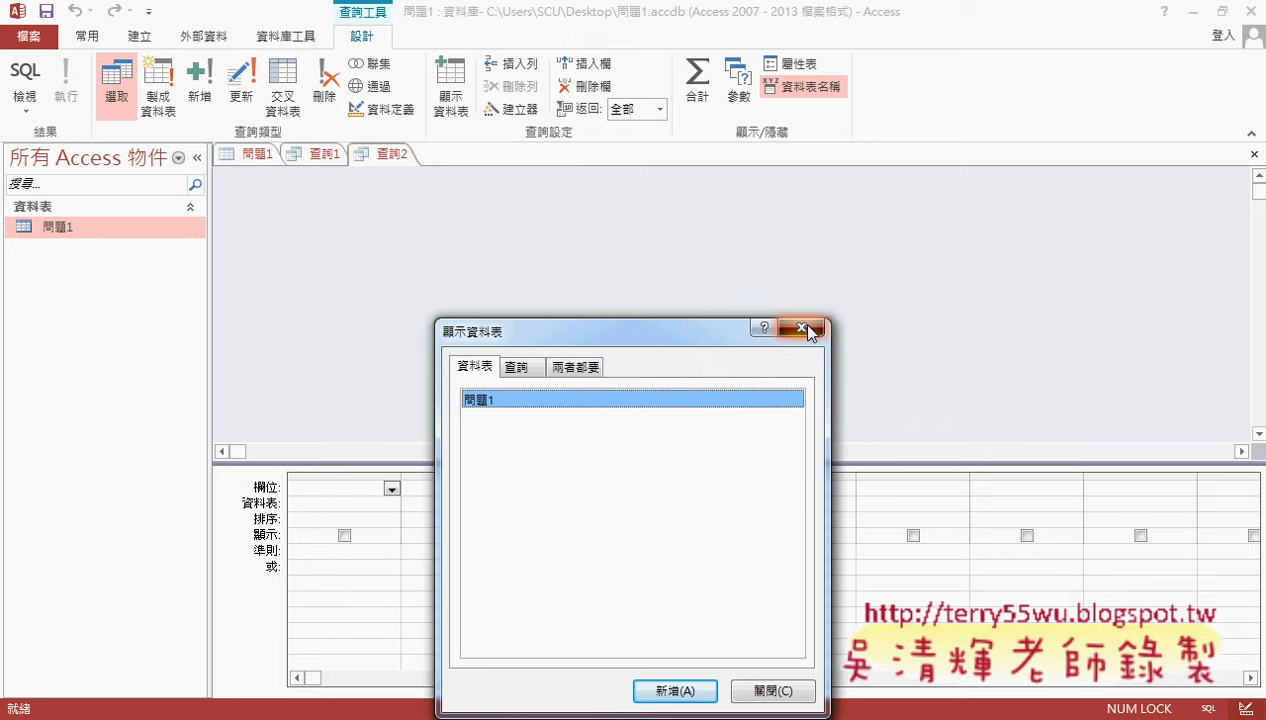 查詢工具
問題1 : 資料庫- C:\Users\SCU\Desktop\問題1.accdb (Access 2007 - 2013 檔案格式) - Access
檔案 常用 建立 外部資料 資料庫工具 設計 登入
SQL 檢視 執行 選取 製成資料表 新增 更新 交叉資料表 刪除 聯集 通過 資料定義 顯示資料表 插入列 刪除列 建立器 插入欄 刪除欄 返回: 全部 合計 參數 屬性表 資料表名稱
結果 查詢類型 查詢設定 顯示/隱藏
所有 Access 物件
問題1 查詢1 查詢2
搜尋...
資料表
問題1
顯示資料表
資料表 查詢 兩者都要
問題1
欄位:
資料表:
排序:
顯示:
準則:
或:
http://terry55wu.blogspot.tw
吳清輝老師錄製
新增(A) 關閉(C)
就緒 NUM LOCK SQL